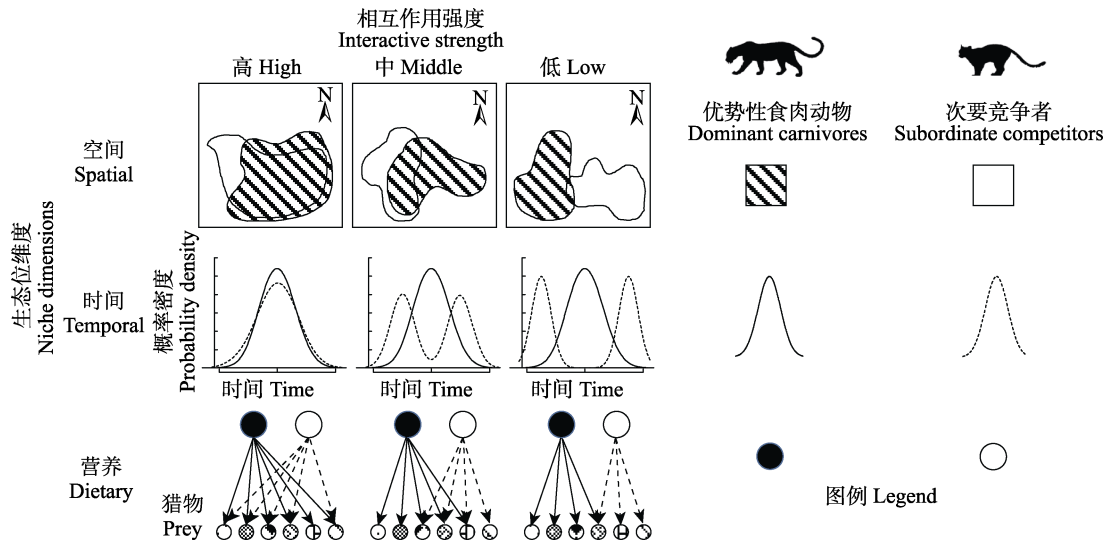 相互作用强度
Interactive strength
高 High
中 Middle
低 Low
N
N
N
优势性食肉动物
Dominant carnivores
次要竞争者
Subordinate competitors
生态位维度
Niche dimensions
空间
Spatial
时间
Temporal
概率密度
Probability density
时间 Time
时间 Time
时间 Time
营养
Dietary
猎物
Prey
图例 Legend